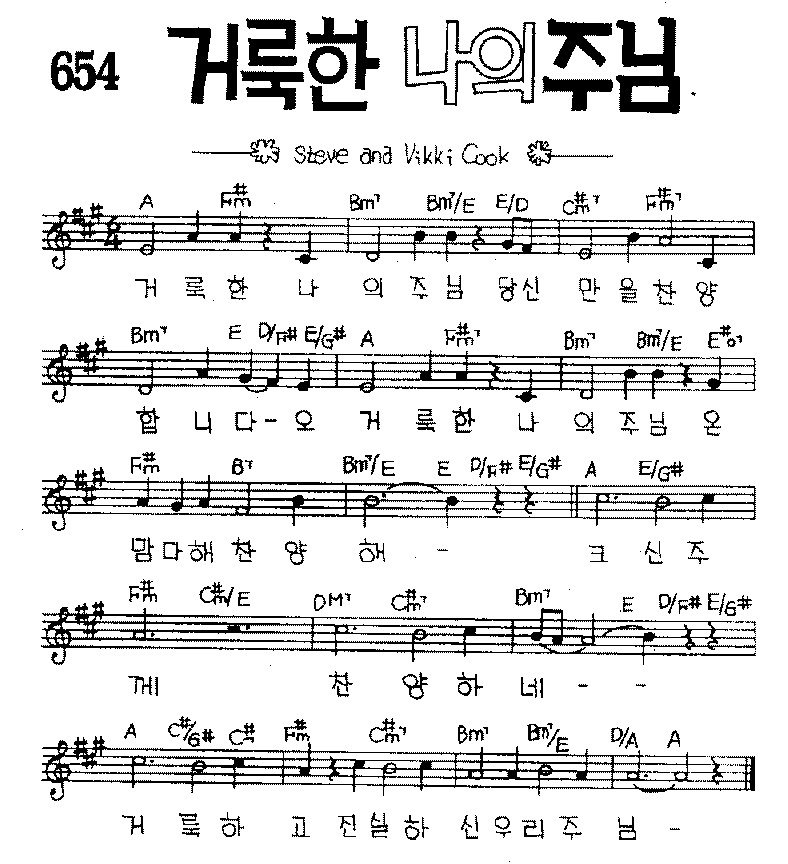 654 거룩한 나의 주님
Steve and Vikki Cook
A F#m Bm7 Bm7/E E/D C#m7 F#m7
6/4
거 룩 한 나 의 주 님 당 신 만 을 찬 양
Bm7 E D/F# E/G# A F#m7 Bm7 Bm7/E E#o7
합 니 다 - 오 거 룩 한 나 의 주 님 온
F#m B7 Bm7/E E D/F# E/G# A E/G#
맘 다 해 찬 양 해 - 크 신 주
F#m C#m/E DM7 C#m7 Bm7 E D/F# E/G#
께 찬 양 하 네 - -
A C#/G# F#m C#m7 Bm7 Bm7/E D/A A
거 룩 하 고 진 실 하 신 우 리 주 님 -